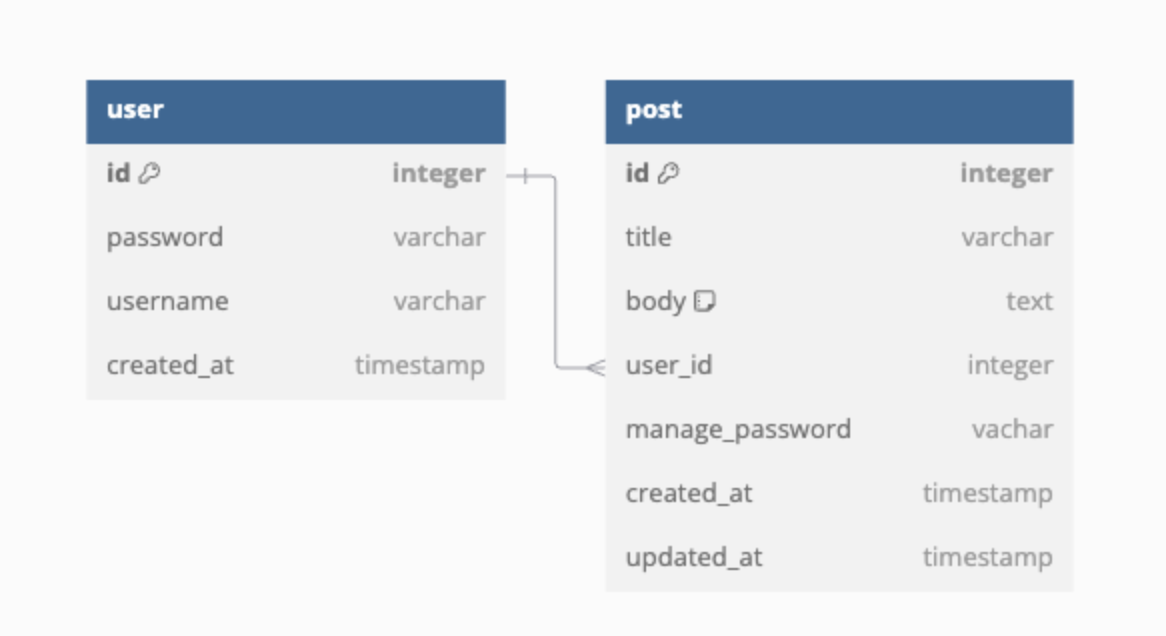 user
id integer
password varchar
username varchar
created_at timestamp
post
id integer
title varchar
body text
user_id integer
manage_password vachar
created_at timestamp
updated_at timestamp